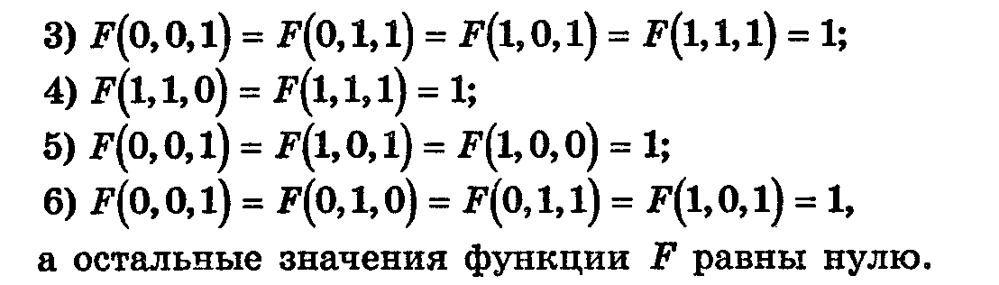 3) F(0,0,1) = F(0,1,1) = F(1,0,1) = F(1,1,1) = 1;
4) F(1,1,0) = F(1,1,1) = 1;
5) F(0,0,1) = F(1,0,1) = F(1,0,0) = 1;
6) F(0,0,1) = F(0,1,0) = F(0,1,1) = F(1,0,1) = 1,
а остальные значения функции F равны нулю.